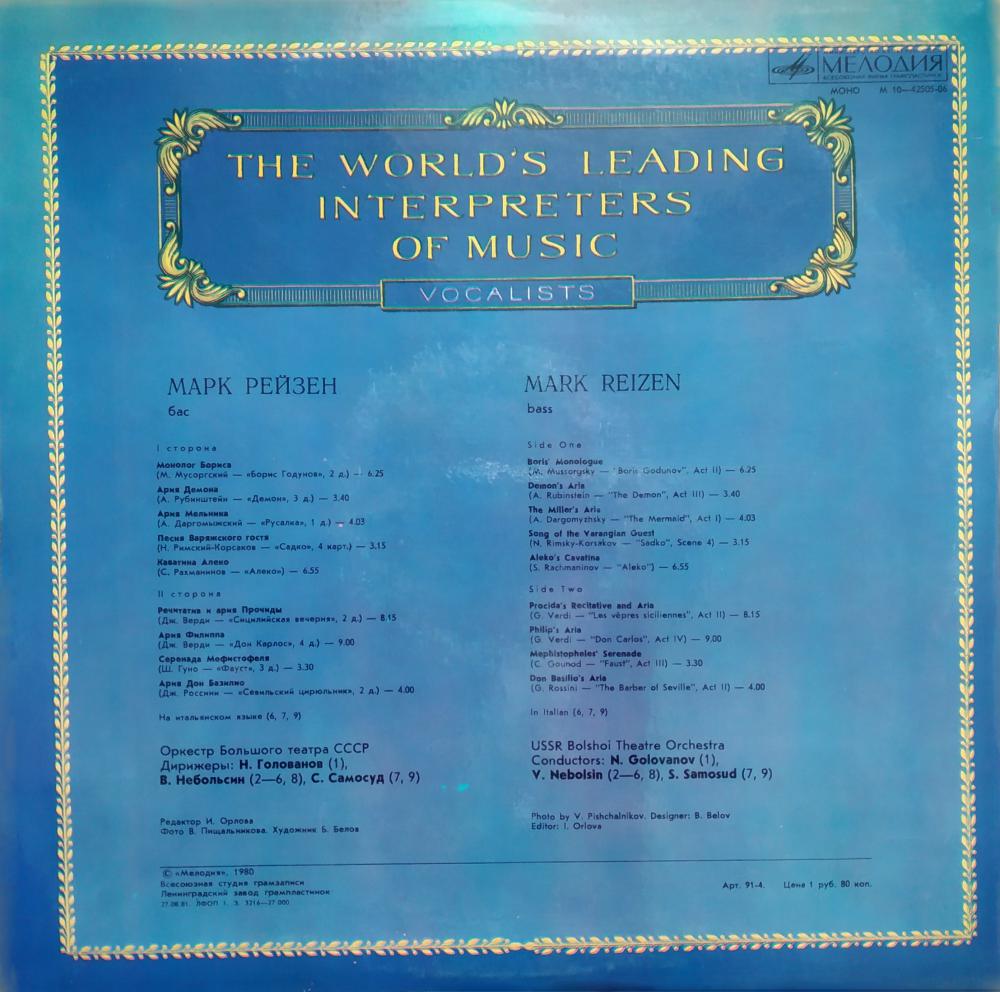 МЕЛОДИЯ
ВСЕСОЮЗНАЯ ФИРМА ГРАМПЛАСТИНОК
МОНО М 10—42505-06
THE WORLD'S LEADING
INTERPRETERS
OF MUSIC
VOCALISTS
МАРК РЕЙЗЕН
бас
I сторона
Монолог Бориса
(М. Мусоргский — «Борис Годунов», 2 д.) — 6.25
Ария Демона
(А. Рубинштейн — «Демон», 3 д.) — 3.40
Ария Мельника
(А. Даргомыжский — «Русалка», 1 д.) — 4.03
Песня Варяжского гостя
(Н. Римский-Корсаков — «Садко», 4 карт.) — 3.15
Каватина Алеко
(С. Рахманинов — «Алеко») — 6.55
II сторона
Речитатив и ария Прочиды
(Дж. Верди — «Сицилийская вечерня», 2 д.) — 8.15
Ария Филиппа
(Дж. Верди — «Дон Карлос», 4 д.) — 9.00
Серенада Мефистофеля
(Ш. Гуно — «Фауст», 3 д.) — 3.30
Ария Дон Базилио
(Дж. Россини — «Севильский цирюльник», 2 д.) — 4.00
На итальянском языке (6, 7, 9)
Оркестр Большого театра СССР
Дирижеры: Н. Голованов (1),
В. Небольсин (2—6, 8), С. Самосуд (7, 9)
Редактор И. Орлова
Фото В. Пищальникова. Художник Б. Белов
MARK REIZEN
bass
Side One
Boris' Monologue
(M. Mussorgsky — "Boris Godunov", Act II) — 6.25
Demon's Aria
(A. Rubinstein — "The Demon", Act III) — 3.40
The Miller's Aria
(A. Dargomyzhsky — "The Mermaid", Act I) — 4.03
Song of the Varangian Guest
(N. Rimsky-Korsakov — "Sadko", Scene 4) — 3.15
Aleko's Cavatina
(S. Rachmaninov — "Aleko") — 6.55
Side Two
Procida's Recitative and Aria
(G. Verdi — "Les vêpres siciliennes", Act II) — 8.15
Philip's Aria
(G. Verdi — "Don Carlos", Act IV) — 9.00
Mephistopheles' Serenade
(C. Gounod — "Faust", Act III) — 3.30
Don Basilio's Aria
(G. Rossini — "The Barber of Seville", Act II) — 4.00
In Italian (6, 7, 9)
USSR Bolshoi Theatre Orchestra
Conductors: N. Golovanov (1),
V. Nebolsin (2—6, 8), S. Samosud (7, 9)
Photo by V. Pishchalnikov. Designer: B. Belov
Editor: I. Orlova
© «Мелодия», 1980
Всесоюзная студия грамзаписи
Ленинградский завод грампластинок
27.08.81. ЛФОП 1. З. 3216—27 000
Арт. 91-4. Цена 1 руб. 80 коп.